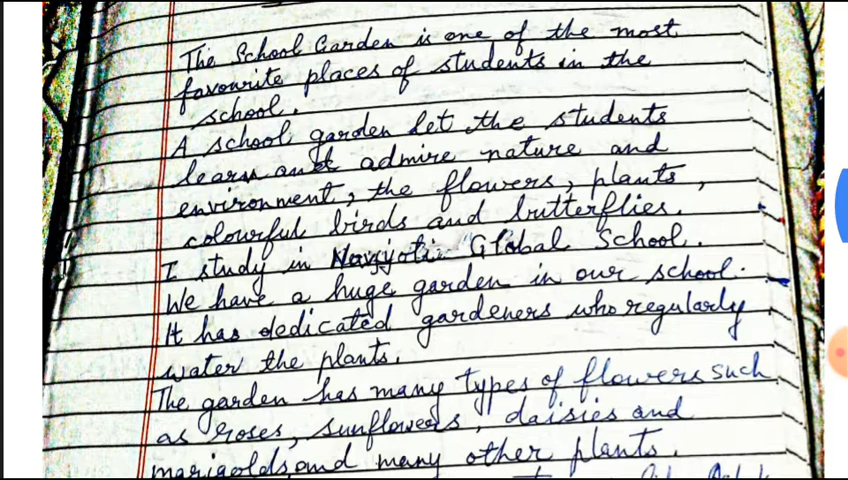 The School Garden is one of the most
favourite places of students in the
school.
A school garden let the students
learn and admire nature and
environment, the flowers, plants,
colourful birds and butterflies.
I study in Navjyoti Global School.
We have a huge garden in our school.
It has dedicated gardeners who regularly
water the plants.
The garden has many types of flowers such
as roses, sunflowers, daisies and
marigolds, and many other plants.